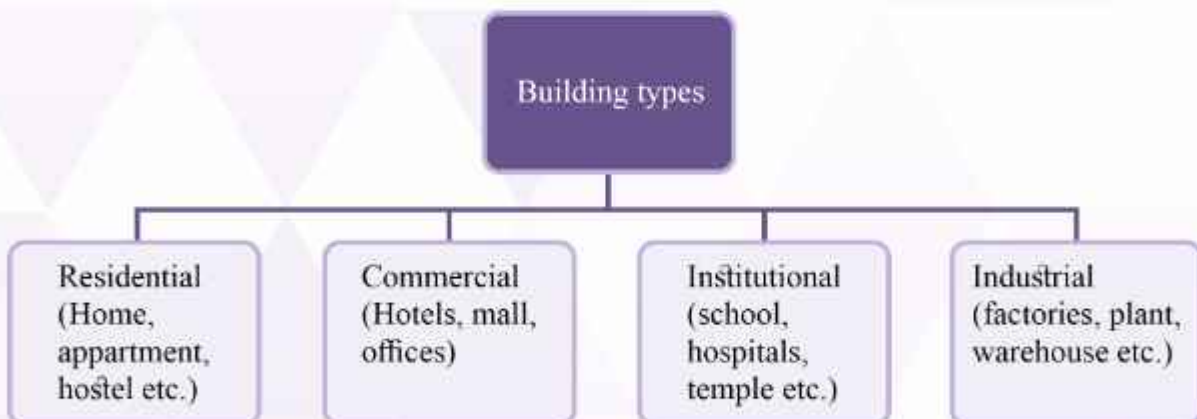 Building types
Residential
(Home,
appartment,
hostel etc.)
Commercial
(Hotels, mall,
offices)
Institutional
(school,
hospitals,
temple etc.)
Industrial
(factories, plant,
warehouse etc.)